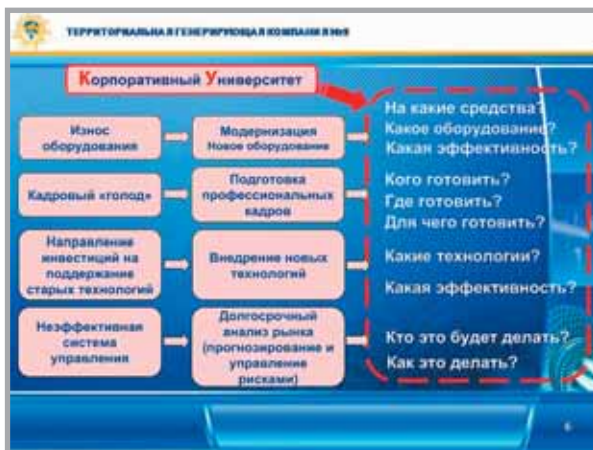 ТЕРРИТОРИАЛЬНАЯ ГЕНЕРИРУЮЩАЯ КОМПАНИЯ №9
Корпоративный Университет
Износ
оборудования
Модернизация
Новое оборудование
На какие средства?
Какое оборудование?
Какая эффективность?
Кадровый «голод»
Подготовка
профессиональных
кадров
Кого готовить?
Где готовить?
Для чего готовить?
Направление
инвестиций на
поддержание
старых технологий
Внедрение новых
технологий
Какие технологии?
Какая эффективность?
Неэффективная
система
управления
Долгосрочный
анализ рынка
(прогнозирование и
управление
рисками)
Кто это будет делать?
Как это делать?
6